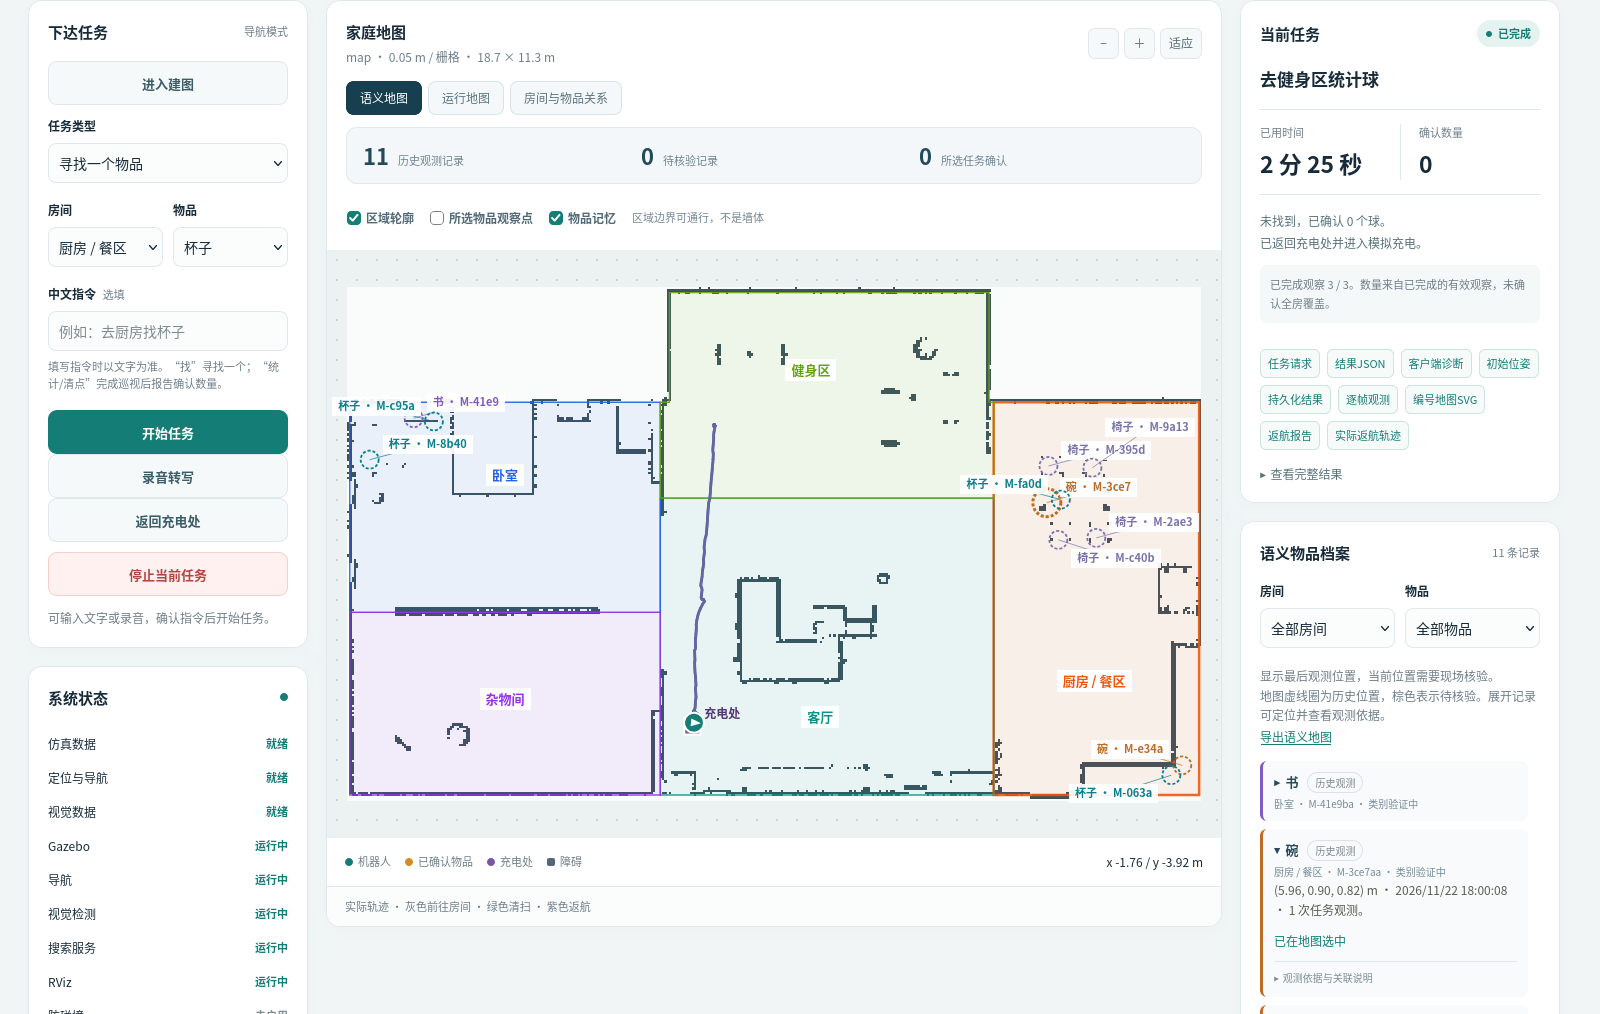 下达任务
导航模式
进入建图
任务类型
寻找一个物品
房间
物品
厨房 / 餐区
杯子
中文指令 选填
例如：去厨房找杯子
填写指令时以文字为准。“找”寻找一个；“统
计/清点”完成巡视后报告确认数量。
开始任务
录音转写
返回充电处
停止当前任务
可输入文字或录音，确认指令后开始任务。
系统状态
仿真数据 就绪
定位与导航 就绪
视觉数据 就绪
Gazebo 运行中
导航 运行中
视觉检测 运行中
搜索服务 运行中
RViz 运行中
家庭地图
map · 0.05 m / 栅格 · 18.7 × 11.3 m
−
+
适应
语义地图
运行地图
房间与物品关系
11 历史观测记录
0 待核验记录
0 所选任务确认
区域轮廓
所选物品观察点
物品记忆
区域边界可通行，不是墙体
健身区
杯子 · M-c95a
书 · M-41e9
杯子 · M-8b40
卧室
椅子 · M-9a13
椅子 · M-395d
杯子 · M-fa0d
碗 · M-3ce7
椅子 · M-2ae3
椅子 · M-c40b
杂物间
充电处
客厅
厨房 / 餐区
碗 · M-e34a
杯子 · M-063a
机器人
已确认物品
充电处
障碍
x -1.76 / y -3.92 m
实际轨迹 · 灰色前往房间 · 绿色清扫 · 紫色返航
当前任务
已完成
去健身区统计球
已用时间
确认数量
2 分 25 秒
0
未找到，已确认 0 个球。
已返回充电处并进入模拟充电。
已完成观察 3 / 3。数量来自已完成的有效观察，未确
认全房覆盖。
任务请求
结果JSON
客户端诊断
初始位姿
持久化结果
逐帧观测
编号地图SVG
返航报告
实际返航轨迹
▸ 查看完整结果
语义物品档案
11 条记录
房间
物品
全部房间
全部物品
显示最后观测位置，当前位置需要现场核验。
地图虚线圈为历史位置，棕色表示待核验。展开记录
可定位并查看观测依据。
导出语义地图
▸ 书 历史观测
卧室 · M-41e9ba · 类别验证中
▾ 碗 历史观测
厨房 / 餐区 · M-3ce7aa · 类别验证中
(5.96, 0.90, 0.82) m · 2026/11/22 18:00:08
· 1 次任务观测。
已在地图选中
▸ 观测依据与关联说明